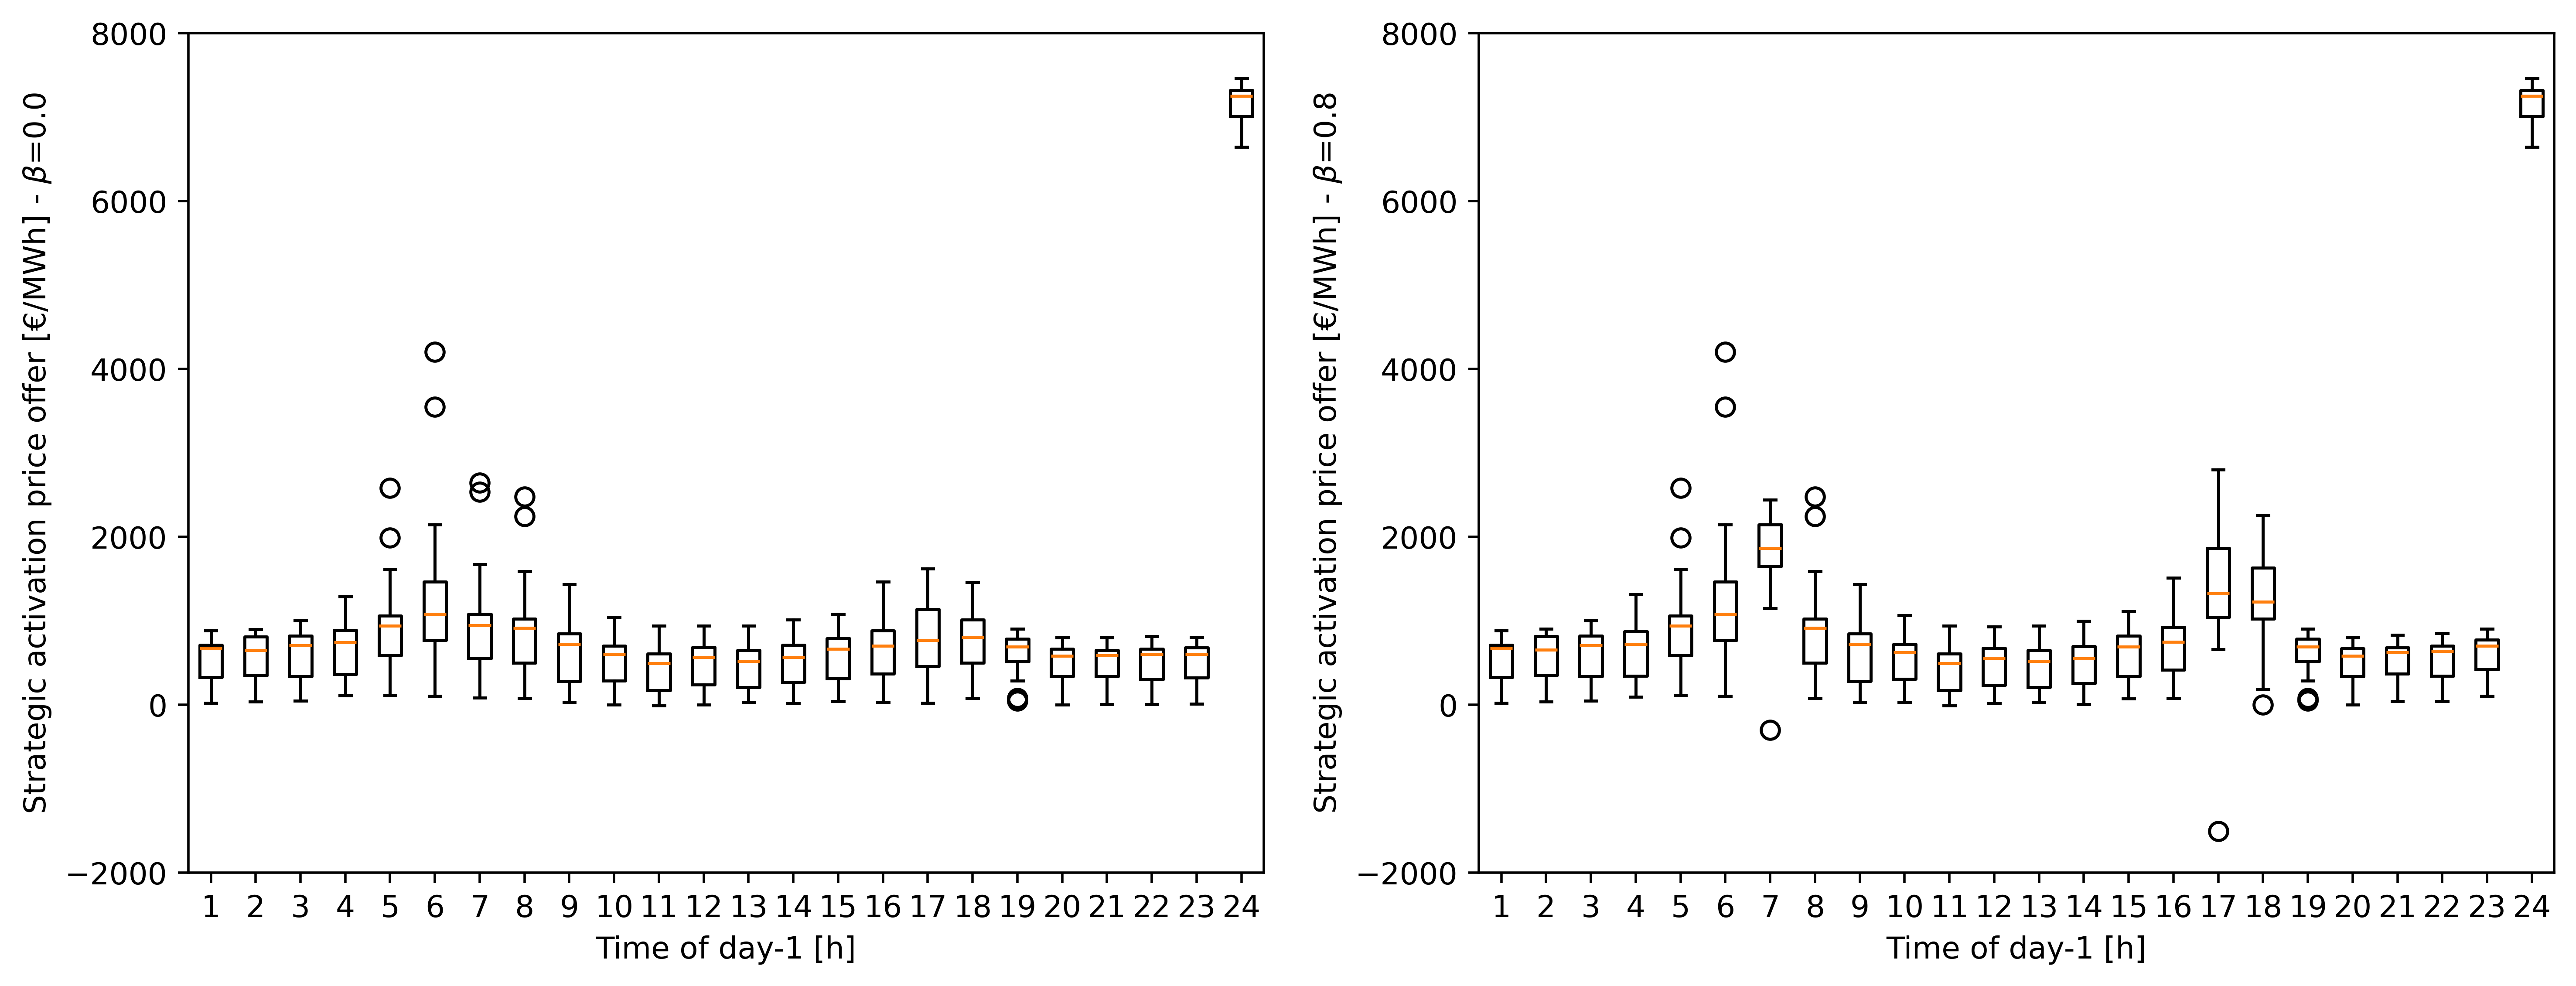 Strategic activation price offer [€/MWh] - β=0.0
8000
6000
4000
2000
0
−2000
1 2 3 4 5 6 7 8 9 10 11 12 13 14 15 16 17 18 19 20 21 22 23 24
Time of day-1 [h]
Strategic activation price offer [€/MWh] - β=0.8
8000
6000
4000
2000
0
−2000
1 2 3 4 5 6 7 8 9 10 11 12 13 14 15 16 17 18 19 20 21 22 23 24
Time of day-1 [h]